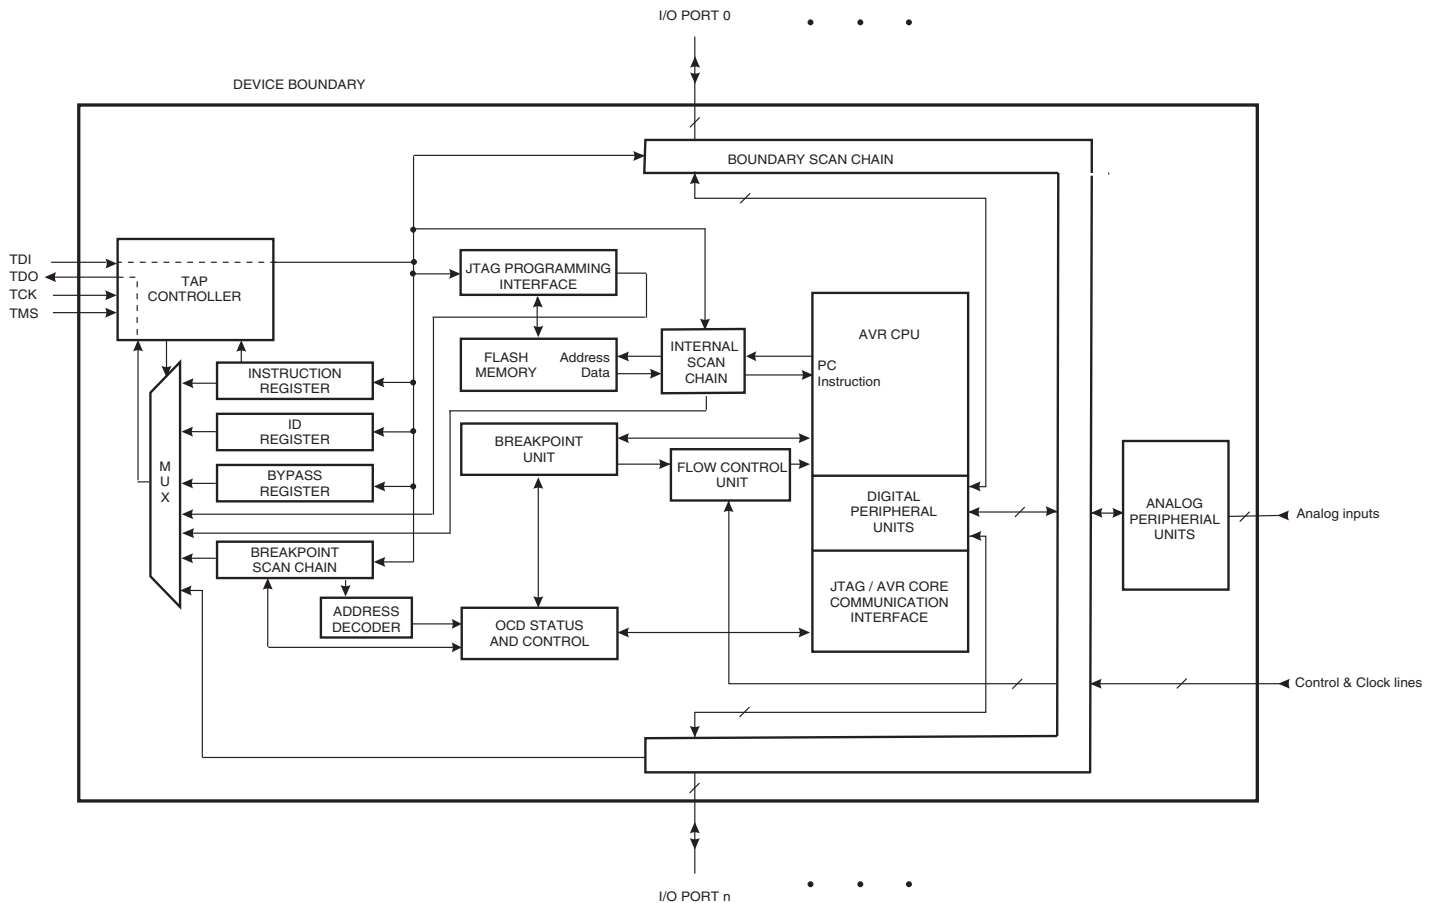 I/O PORT 0
DEVICE BOUNDARY
BOUNDARY SCAN CHAIN
TDI
TDO
TCK
TMS
TAP
CONTROLLER
JTAG PROGRAMMING
INTERFACE
FLASH
MEMORY
Address
Data
INTERNAL
SCAN
CHAIN
AVR CPU
PC
Instruction
INSTRUCTION
REGISTER
ID
REGISTER
BYPASS
REGISTER
M
U
X
BREAKPOINT
UNIT
FLOW CONTROL
UNIT
DIGITAL
PERIPHERAL
UNITS
ANALOG
PERIPHERIAL
UNITS
Analog inputs
BREAKPOINT
SCAN CHAIN
ADDRESS
DECODER
OCD STATUS
AND CONTROL
JTAG / AVR CORE
COMMUNICATION
INTERFACE
Control & Clock lines
I/O PORT n